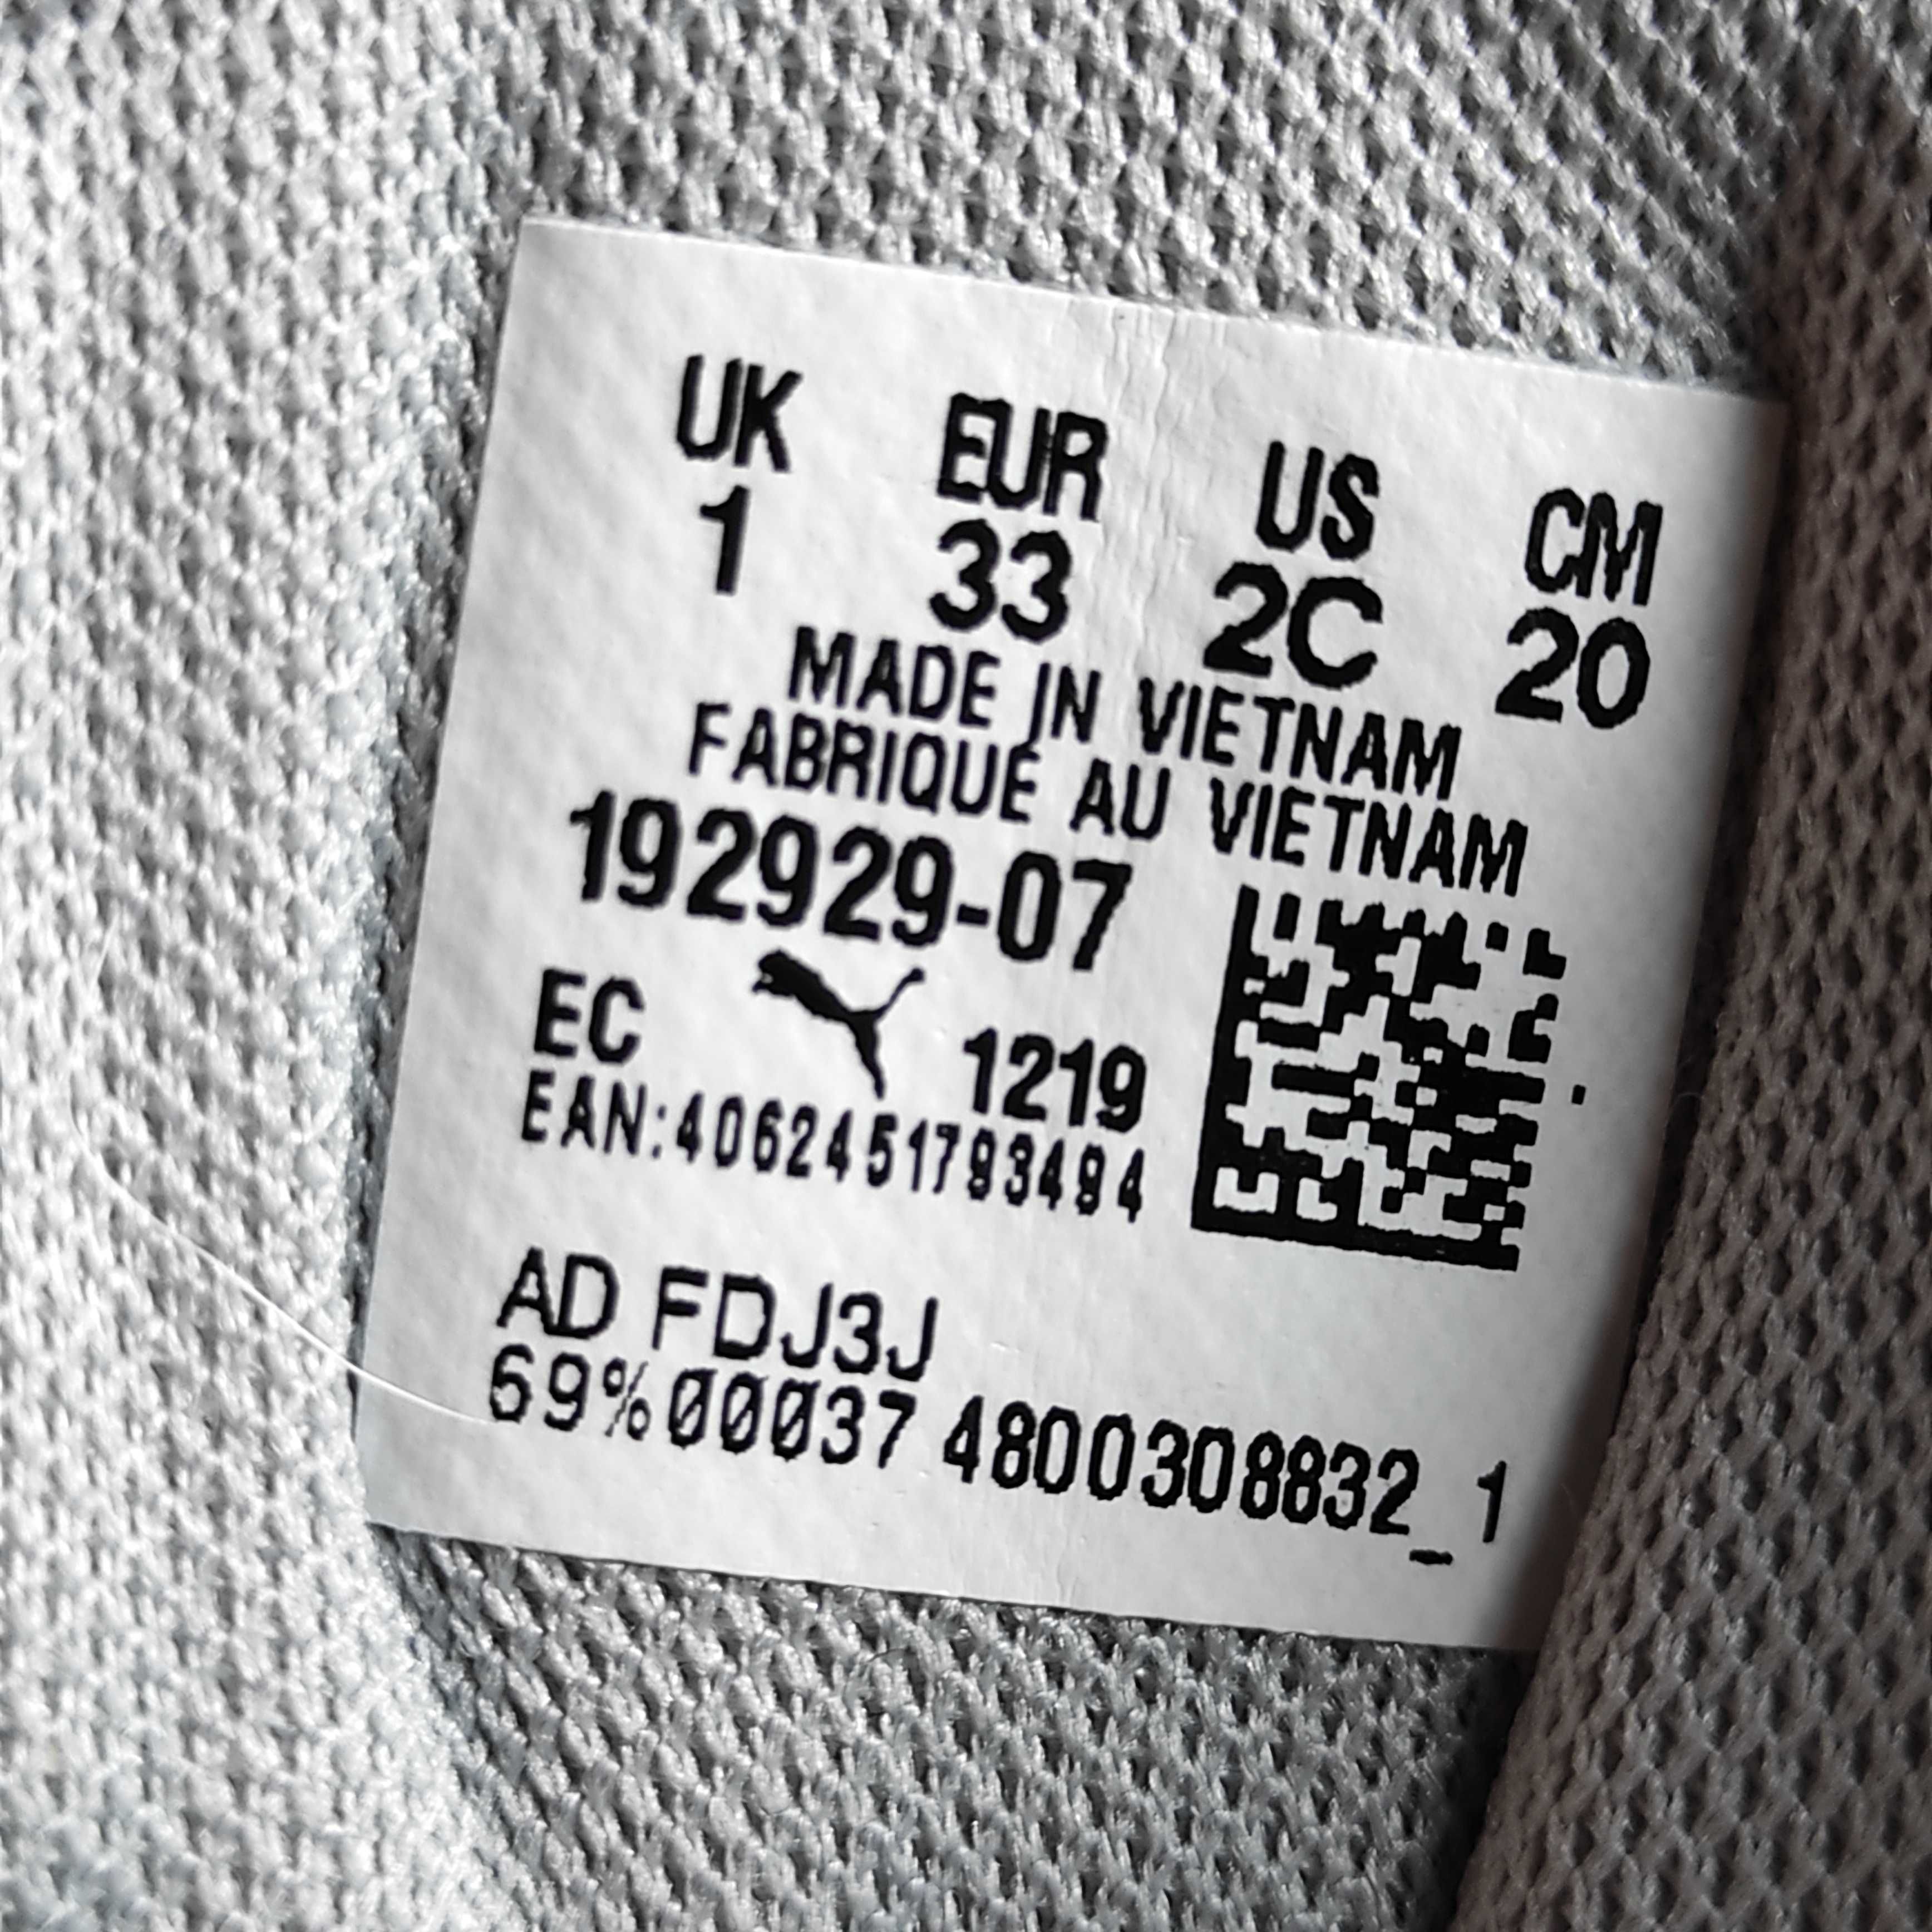 UK EUR US CM
1 33 2C 20
MADE IN VIETNAM
FABRIQUÉ AU VIETNAM
192929-07
EC 1219
EAN:4062451793494
AD FDJ3J
69%00037 4800308832_1